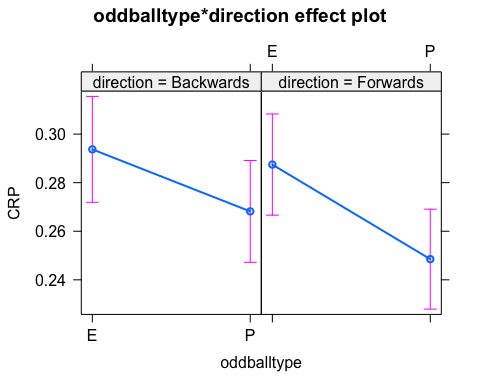 oddballtype*direction effect plot
E P
direction = Backwards direction = Forwards
0.30
0.28
0.26
0.24
CRP
E P
oddballtype